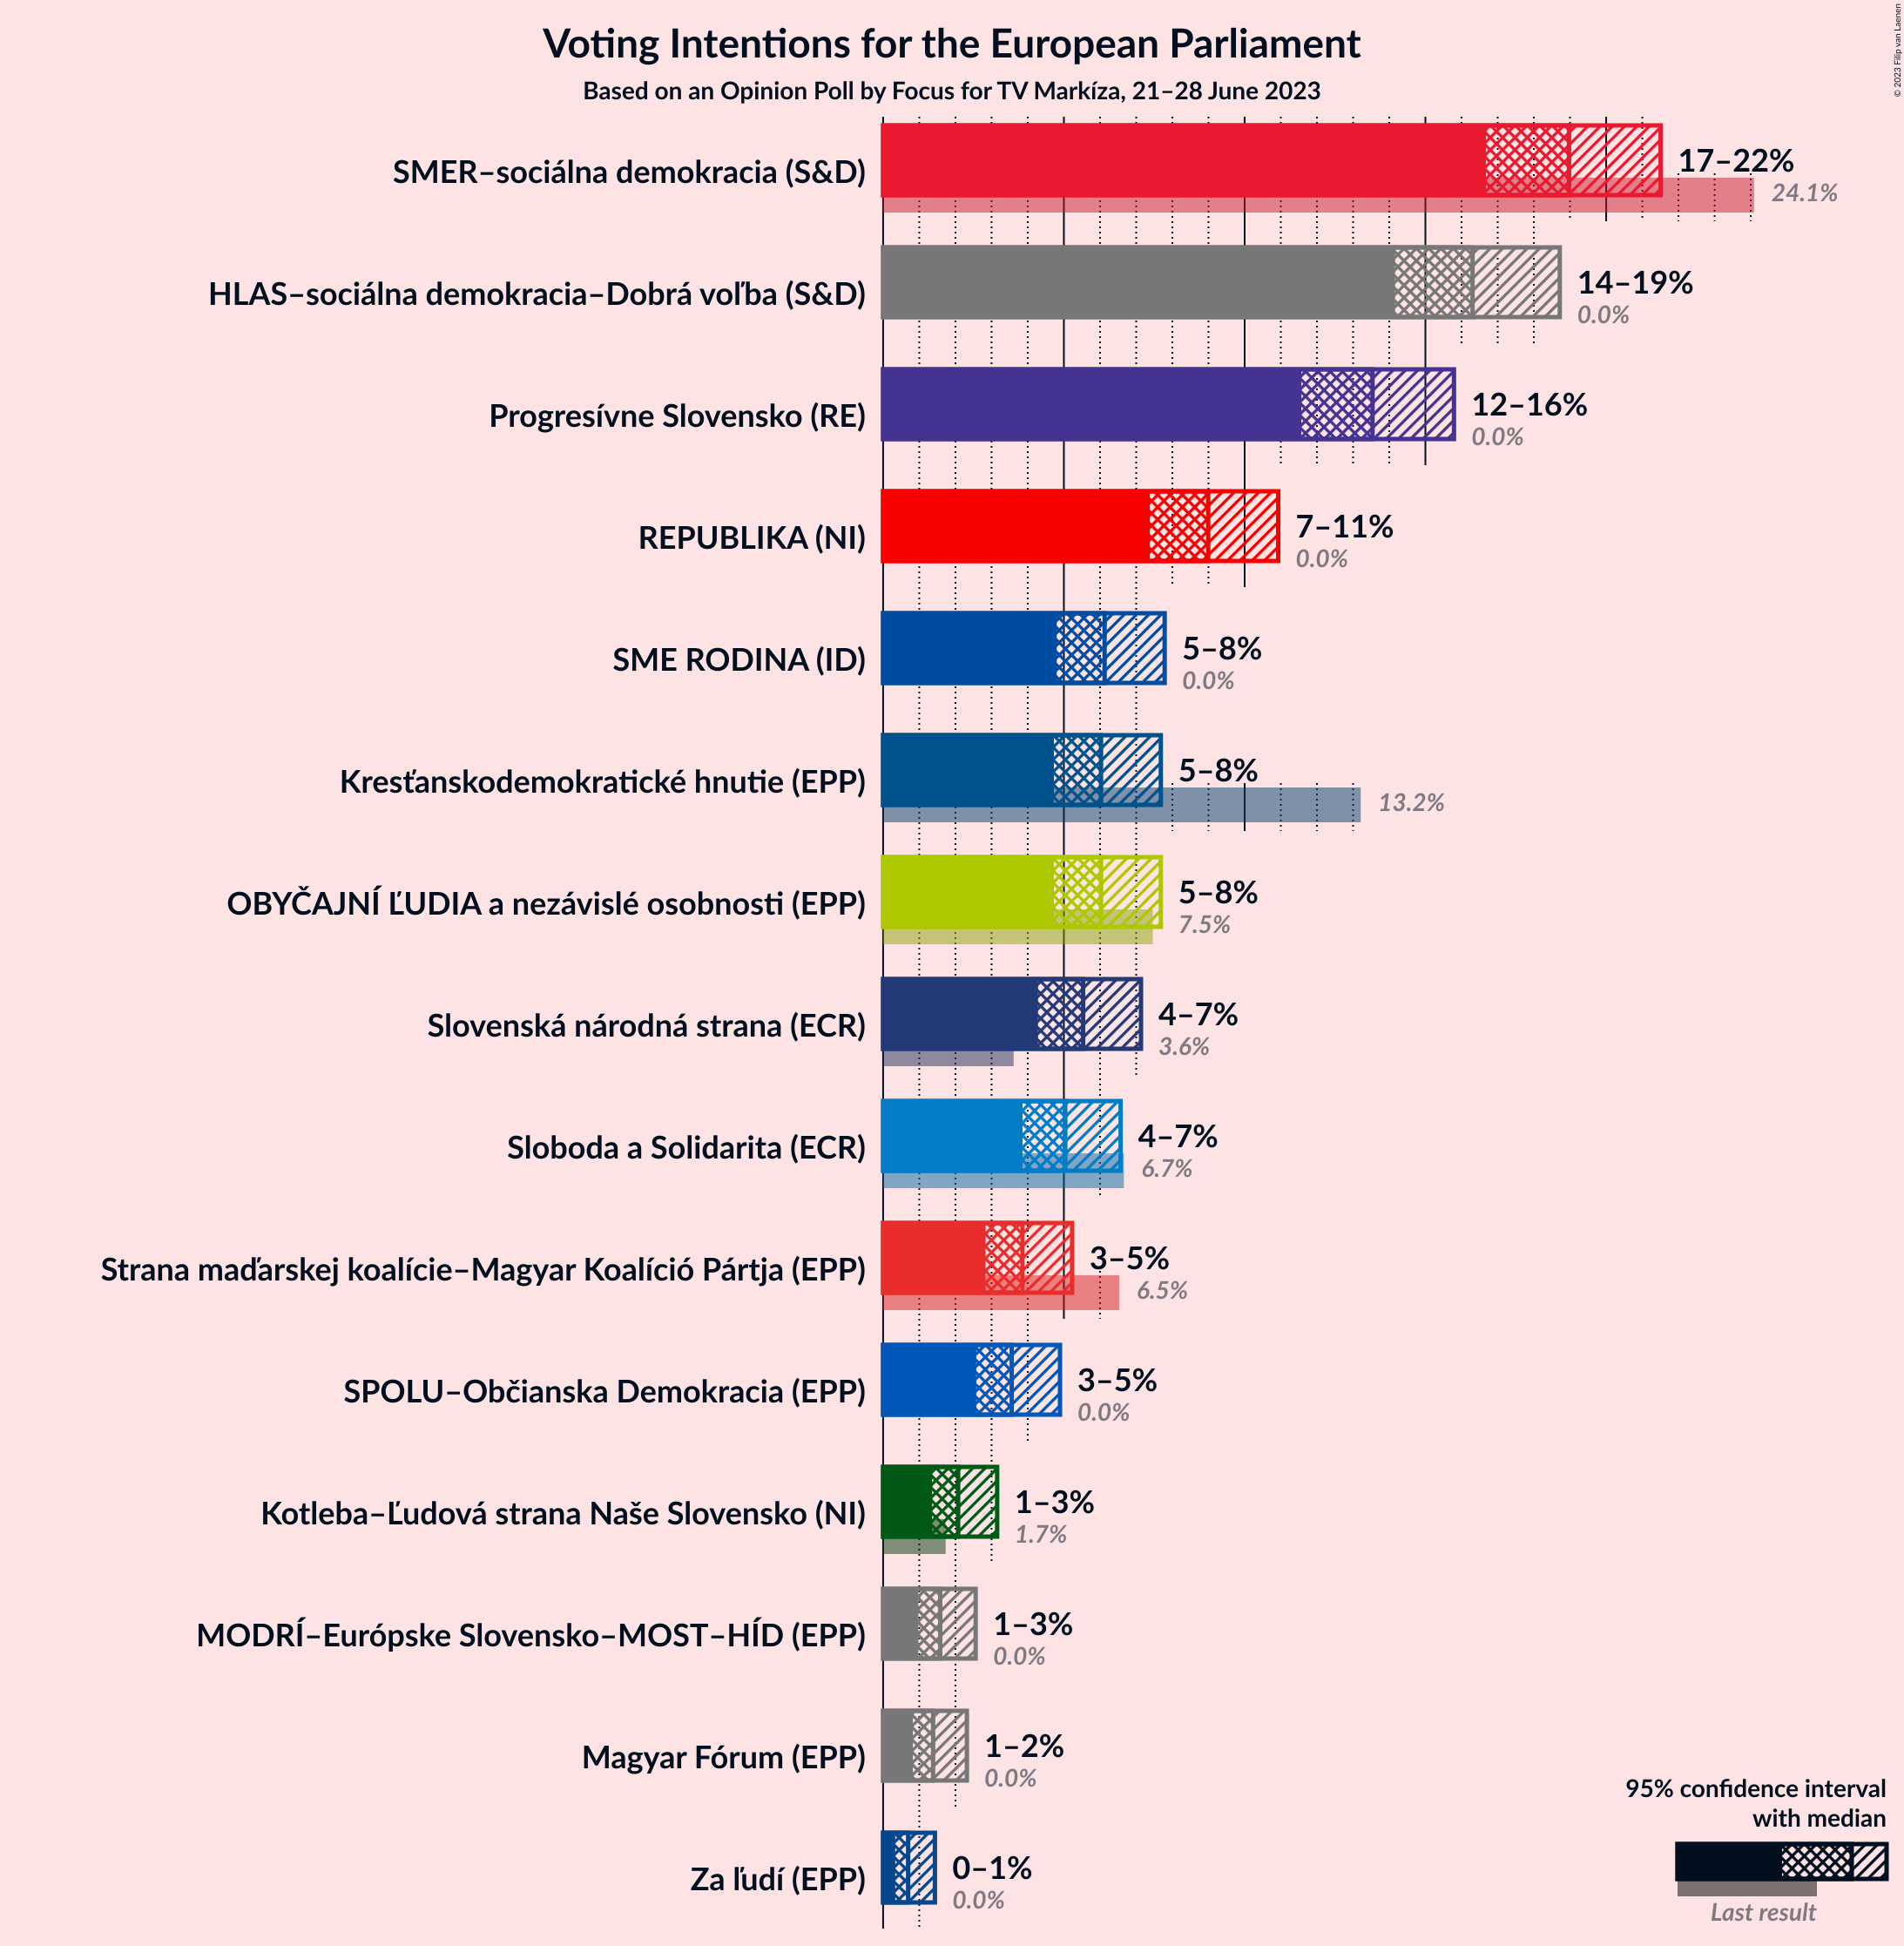 Voting Intentions for the European Parliament
Based on an Opinion Poll by Focus for TV Markíza, 21–28 June 2023
© 2023 Filip van Laenen
SMER–sociálna demokracia (S&D)
17–22%
24.1%
HLAS–sociálna demokracia–Dobrá voľba (S&D)
14–19%
0.0%
Progresívne Slovensko (RE)
12–16%
0.0%
REPUBLIKA (NI)
7–11%
0.0%
SME RODINA (ID)
5–8%
0.0%
Kresťanskodemokratické hnutie (EPP)
5–8%
13.2%
OBYČAJNÍ ĽUDIA a nezávislé osobnosti (EPP)
5–8%
7.5%
Slovenská národná strana (ECR)
4–7%
3.6%
Sloboda a Solidarita (ECR)
4–7%
6.7%
Strana maďarskej koalície–Magyar Koalíció Pártja (EPP)
3–5%
6.5%
SPOLU–Občianska Demokracia (EPP)
3–5%
0.0%
Kotleba–Ľudová strana Naše Slovensko (NI)
1–3%
1.7%
MODRÍ–Európske Slovensko–MOST–HÍD (EPP)
1–3%
0.0%
Magyar Fórum (EPP)
1–2%
0.0%
Za ľudí (EPP)
0–1%
0.0%
95% confidence interval
with median
Last result